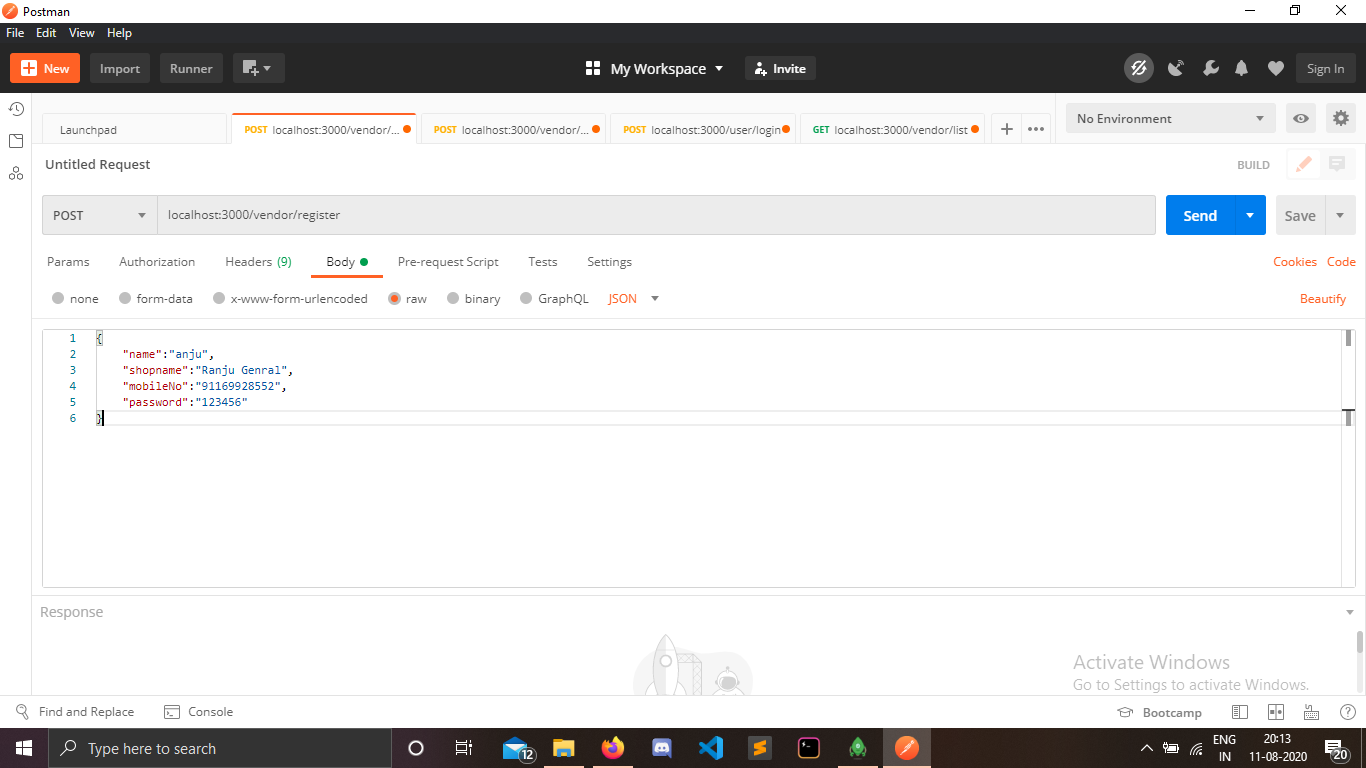 Postman
File Edit View Help
New Import Runner My Workspace Invite Sign In
Launchpad POST localhost:3000/vendor/... POST localhost:3000/vendor/... POST localhost:3000/user/login GET localhost:3000/vendor/list No Environment
Untitled Request BUILD
POST localhost:3000/vendor/register Send Save
Params Authorization Headers (9) Body Pre-request Script Tests Settings Cookies Code
none form-data x-www-form-urlencoded raw binary GraphQL JSON Beautify
1 {
2 "name":"anju",
3 "shopname":"Ranju Genral",
4 "mobileNo":"91169928552",
5 "password":"123456"
6 }
Response
Activate Windows
Go to Settings to activate Windows.
Find and Replace Console Bootcamp
Type here to search 12 ENG IN 20:13 11-08-2020 20